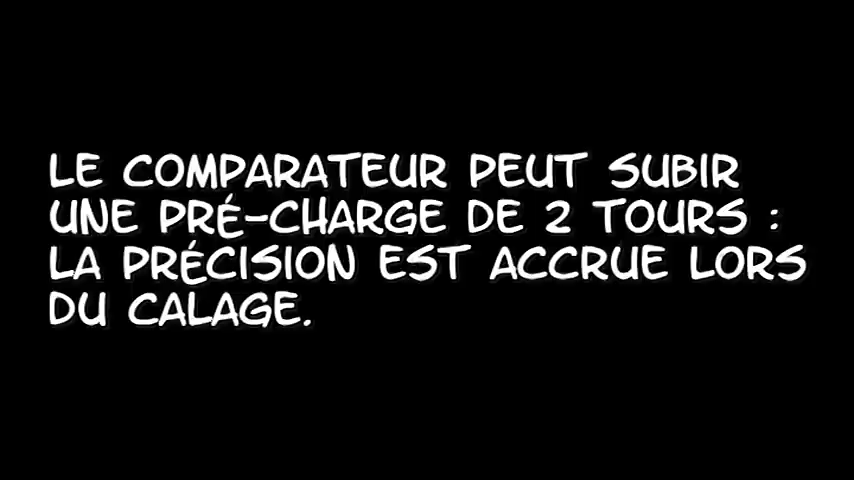 LE COMPARATEUR PEUT SUBIR
UNE PRÉ-CHARGE DE 2 TOURS :
LA PRÉCISION EST ACCRUE LORS
DU CALAGE.